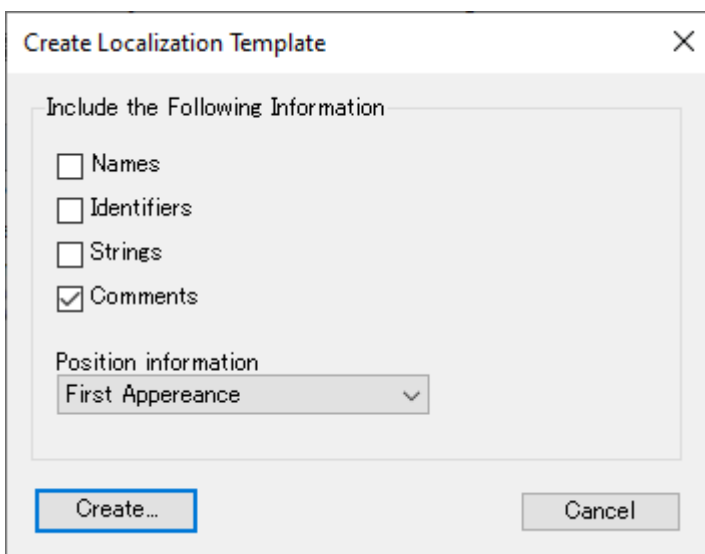 Create Localization Template
Include the Following Information
Names
Identifiers
Strings
Comments
Position information
First Appereance
Create...
Cancel